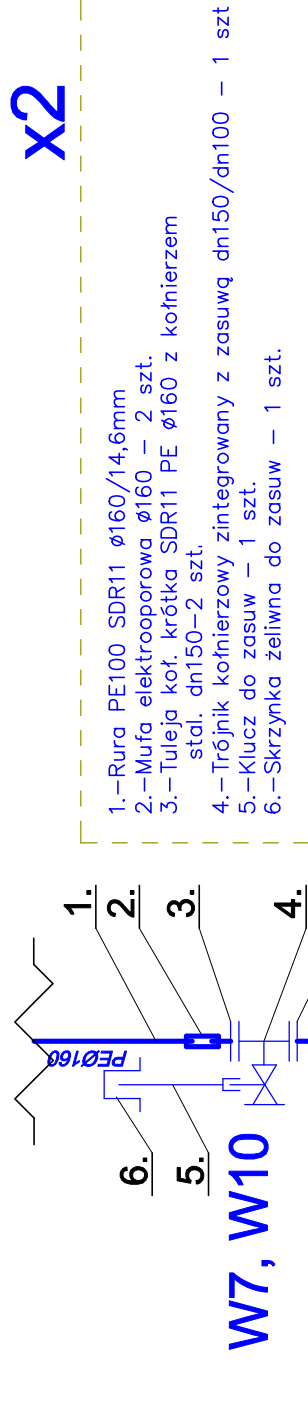 x2
1.-Rura PE100 SDR11 ø160/14,6mm
2.-Mufa elektrooporowa ø160 - 2 szt.
3.-Tuleja koł. krótka SDR11 PE ø160 z kołnierzem
stal. dn150-2 szt.
4.-Trójnik kołnierzowy zintegrowany z zasuwą dn150/dn100 - 1 szt
5.-Klucz do zasuw - 1 szt.
6.-Skrzynka żeliwna do zasuw - 1 szt.
1.
2.
3.
4.
PEØ160
6.
5.
W7, W10